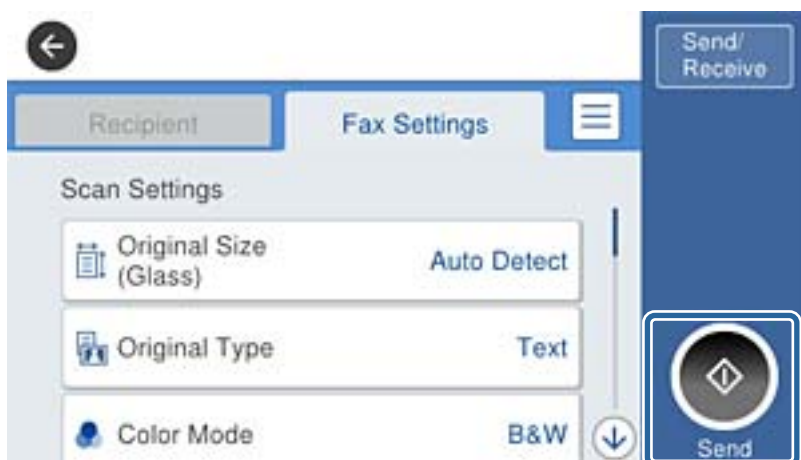 Send/
Receive
Recipient
Fax Settings
Scan Settings
Original Size
(Glass)
Auto Detect
Original Type
Text
Color Mode
B&W
Send